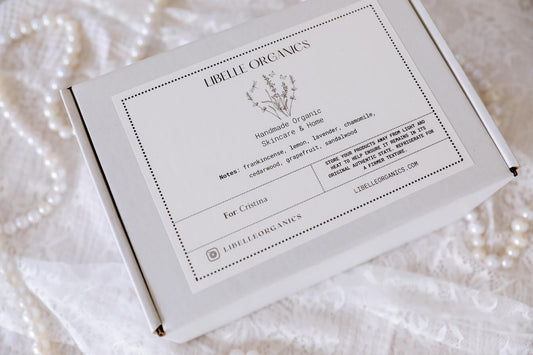 LIBELLE ORGANICS
Handmade Organic
Skincare & Home
Notes: frankincense, lemon, lavender, chamomile,
cedarwood, grapefruit, sandalwood
STORE YOUR PRODUCTS AWAY FROM LIGHT AND
HEAT TO HELP ENSURE IT REMAINS IN ITS
ORIGINAL AUTHENTIC STATE. REFRIGERATE FOR
A FIRMER TEXTURE.
For Cristina
LIBELLEORGANICS.COM
LIBELLEORGANICS